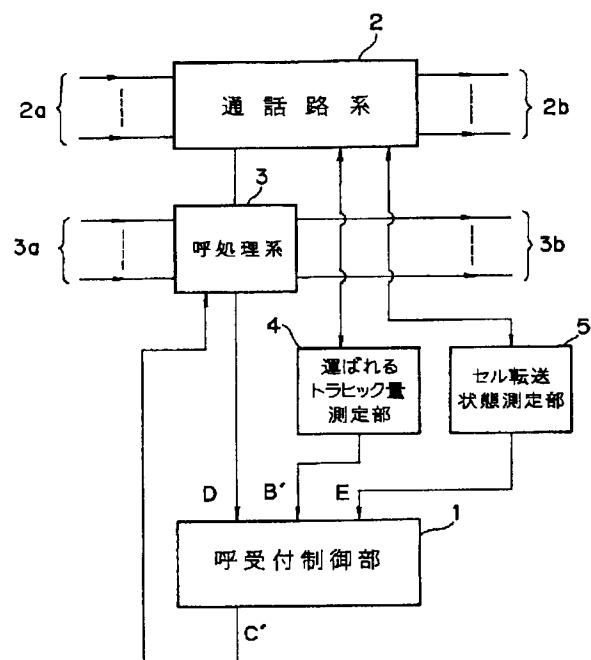 2
2a
通話路系
2b
3
3a
呼処理系
3b
4
運ばれる
トラヒック量
測定部
5
セル転送
状態測定部
D
B′
E
1
呼受付制御部
C′